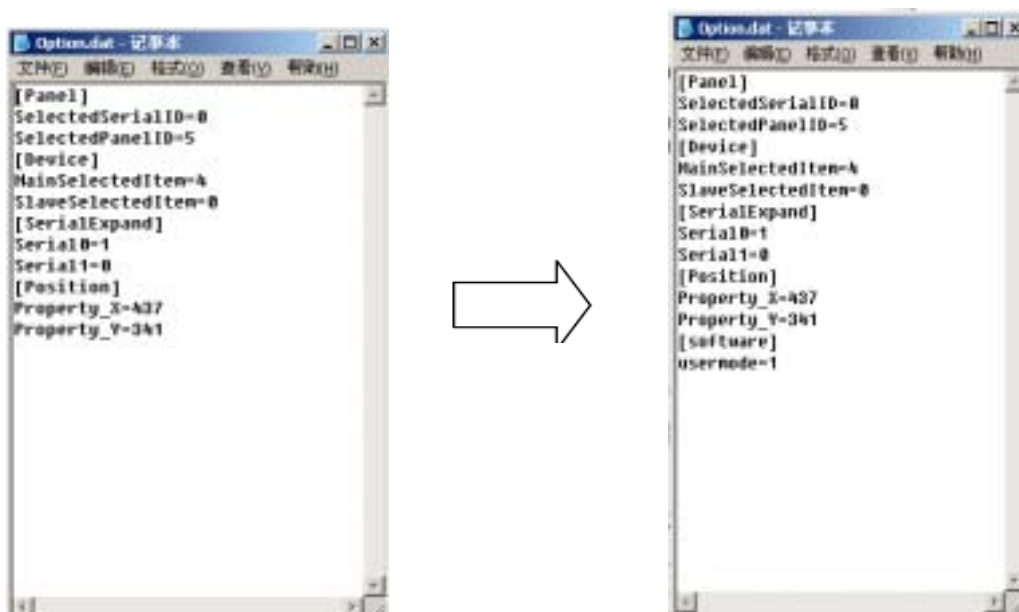 Option.dat - 记事本
文件(F) 编辑(E) 格式(O) 查看(V) 帮助(H)
[Panel]
SelectedSerialID=0
SelectedPanelID=5
[Device]
MainSelectedItem=4
SlaveSelectedItem=0
[SerialExpand]
Serial0=1
Serial1=0
[Position]
Property_X=437
Property_Y=341
Option.dat - 记事本
文件(F) 编辑(E) 格式(O) 查看(V) 帮助(H)
[Panel]
SelectedSerialID=0
SelectedPanelID=5
[Device]
MainSelectedItem=4
SlaveSelectedItem=0
[SerialExpand]
Serial0=1
Serial1=0
[Position]
Property_X=437
Property_Y=341
[software]
usermode=1